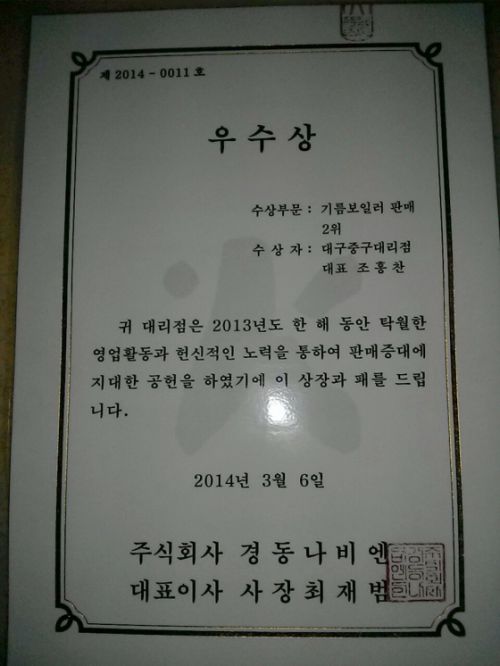 제 2014 - 0011 호
우수상
수상부문 : 기름보일러 판매
2위
수 상 자 : 대구중구대리점
대표 조홍찬
귀 대리점은 2013년도 한 해 동안 탁월한
영업활동과 헌신적인 노력을 통하여 판매증대에
지대한 공헌을 하였기에 이 상장과 패를 드립
니다.
2014년 3월 6일
주식회사 경동나비엔
대표이사 사장최재범